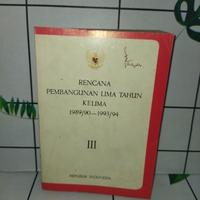 RENCANA
PEMBANGUNAN LIMA TAHUN
KELIMA
1989/90 — 1993/94
III
REPUBLIK INDONESIA